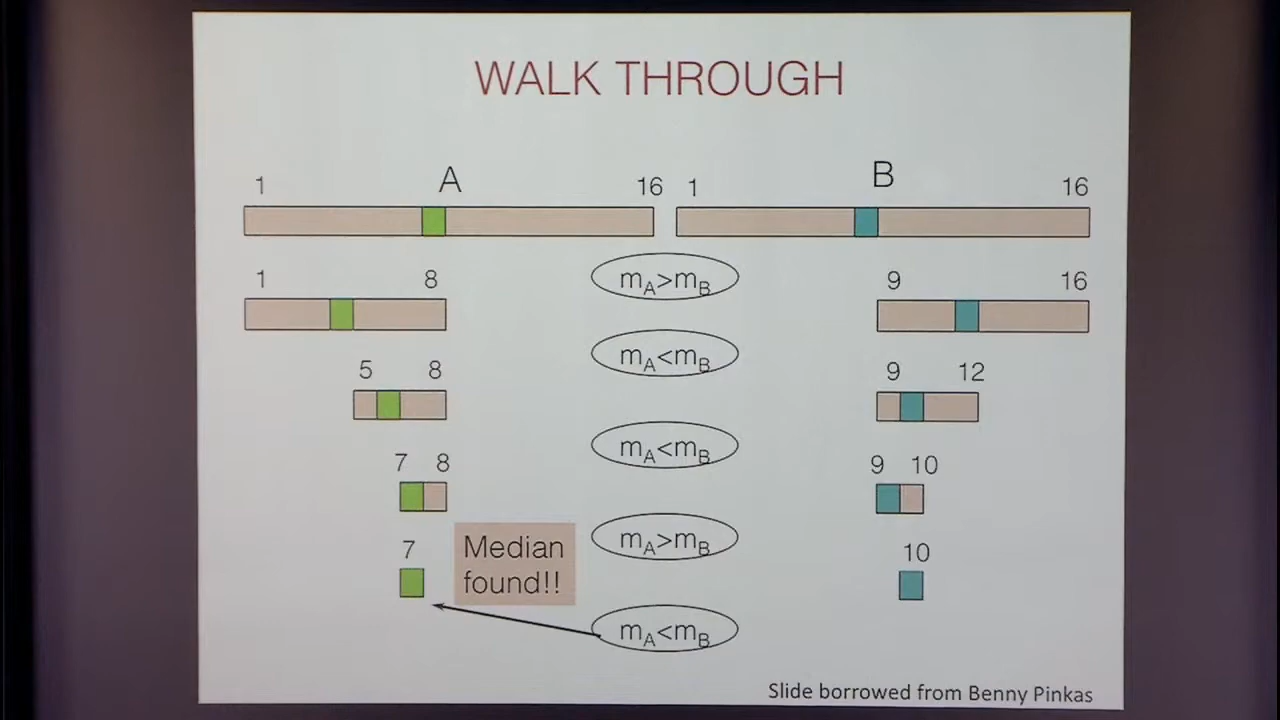 WALK THROUGH
A B
1 16 1 16
mA>mB
1 8 9 16
mA<mB
5 8 9 12
mA<mB
7 8 9 10
mA>mB
7 Median found!! 10
mA<mB
Slide borrowed from Benny Pinkas